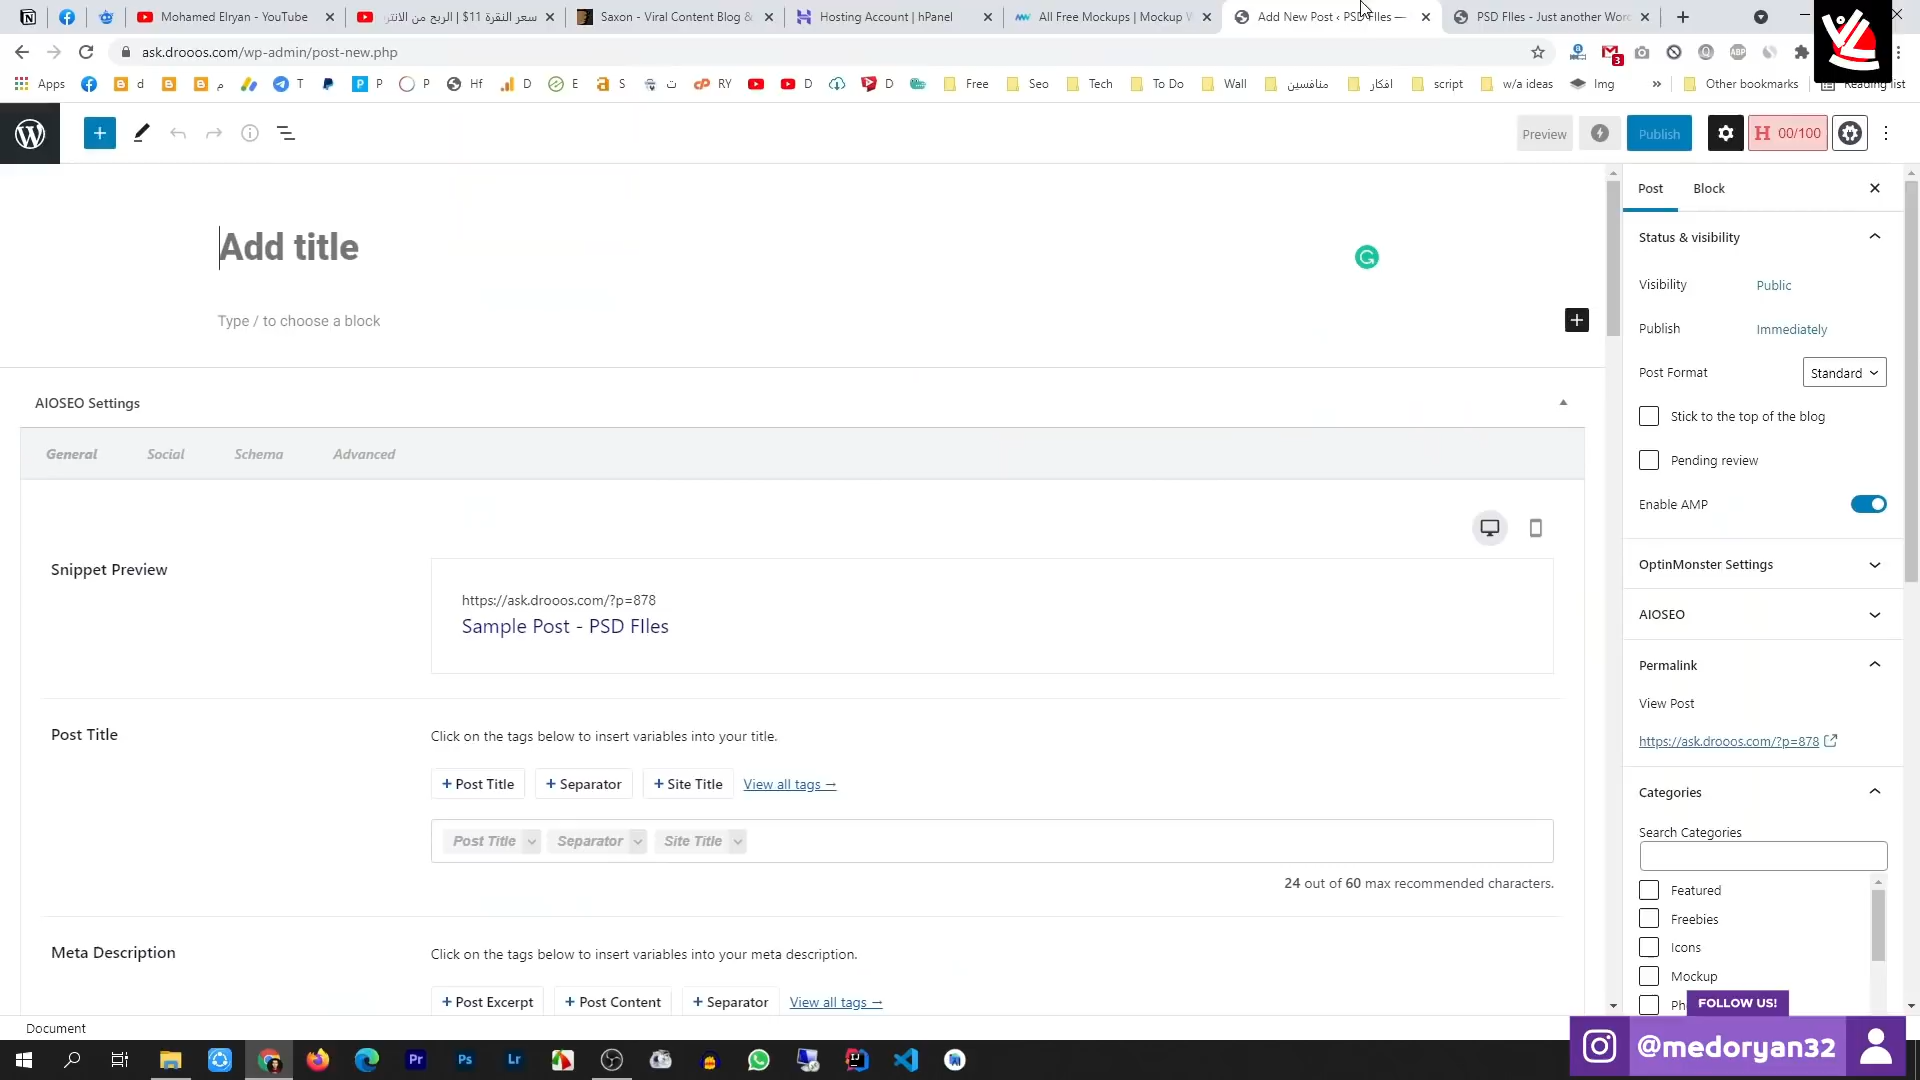 Mohamed Elryan - YouTube
سعر النقرة 11$ | الربح من الانتر
Saxon - Viral Content Blog &
Hosting Account | hPanel
All Free Mockups | Mockup
Add New Post ‹ PSD FIles —
PSD FIles - Just another Wor
ask.drooos.com/wp-admin/post-new.php
3
Apps
d
م
T
P
P
Hf
D
E
S
ت
RY
D
D
Free
Seo
Tech
To Do
Wall
منافسين
افكار
script
w/a ideas
Img
»
Other bookmarks
Reading list
Preview
Publish
H 00/100
Post
Block
Add title
Type / to choose a block
Status & visibility
Visibility
Public
Publish
Immediately
Post Format
Standard
Stick to the top of the blog
Pending review
Enable AMP
OptinMonster Settings
AIOSEO
Permalink
View Post
https://ask.drooos.com/?p=878
Categories
Search Categories
Featured
Freebies
Icons
Mockup
AIOSEO Settings
General
Social
Schema
Advanced
Snippet Preview
https://ask.drooos.com/?p=878
Sample Post - PSD FIles
Post Title
Click on the tags below to insert variables into your title.
+ Post Title
+ Separator
+ Site Title
View all tags →
Post Title
Separator
Site Title
24 out of 60 max recommended characters.
Meta Description
Click on the tags below to insert variables into your meta description.
+ Post Excerpt
+ Post Content
+ Separator
View all tags →
Document
FOLLOW US!
@medoryan32
Pr
Ps
Lr